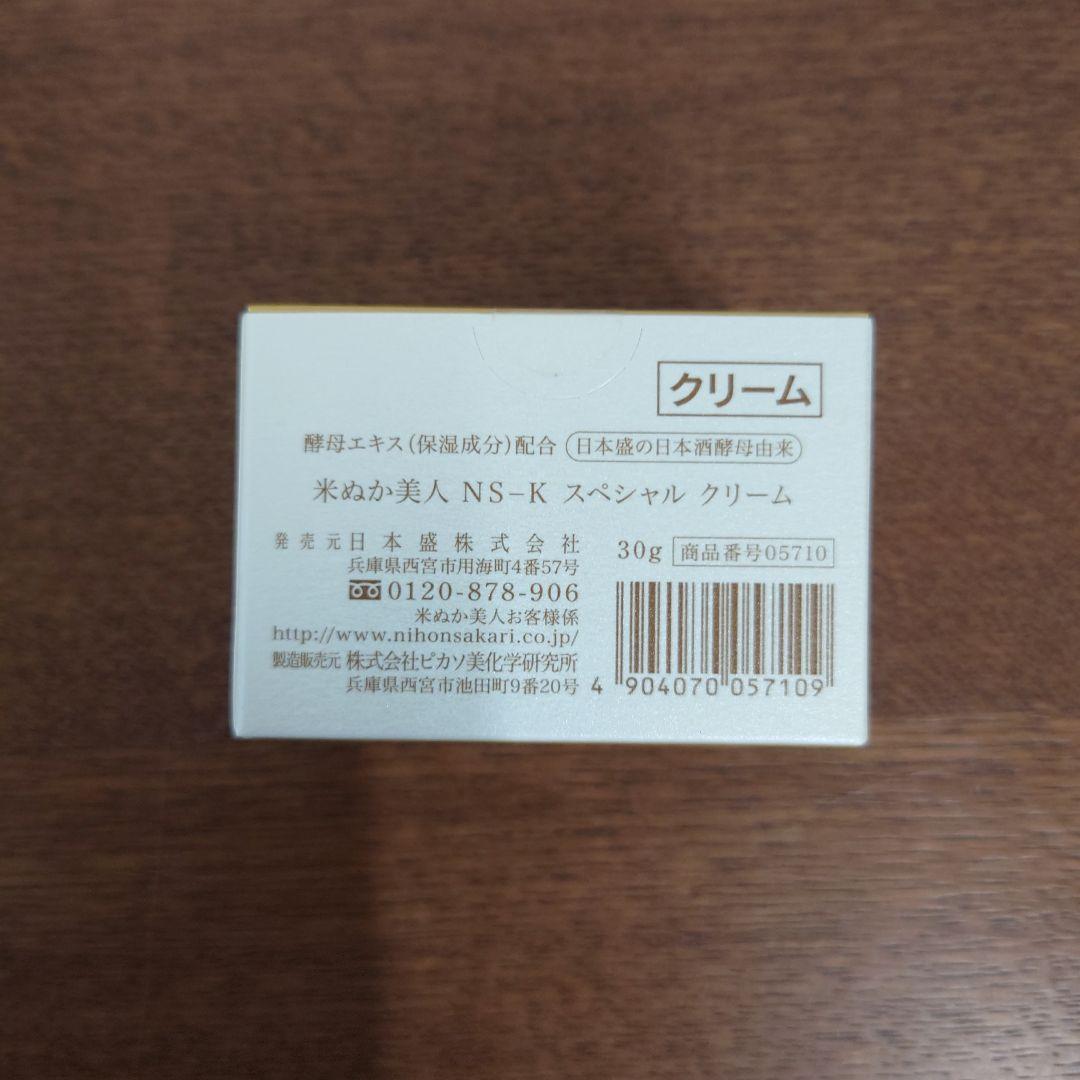 クリーム
酵母エキス(保湿成分)配合 日本盛の日本酒酵母由来
米ぬか美人 NS-K スペシャル クリーム
発売元 日本盛株式会社
兵庫県西宮市用海町4番57号
0120-878-906
米ぬか美人お客様係
http://www.nihonsakari.co.jp/
製造販売元 株式会社ピカソ美化学研究所
兵庫県西宮市池田町9番20号
30g 商品番号05710
4 904070 057109